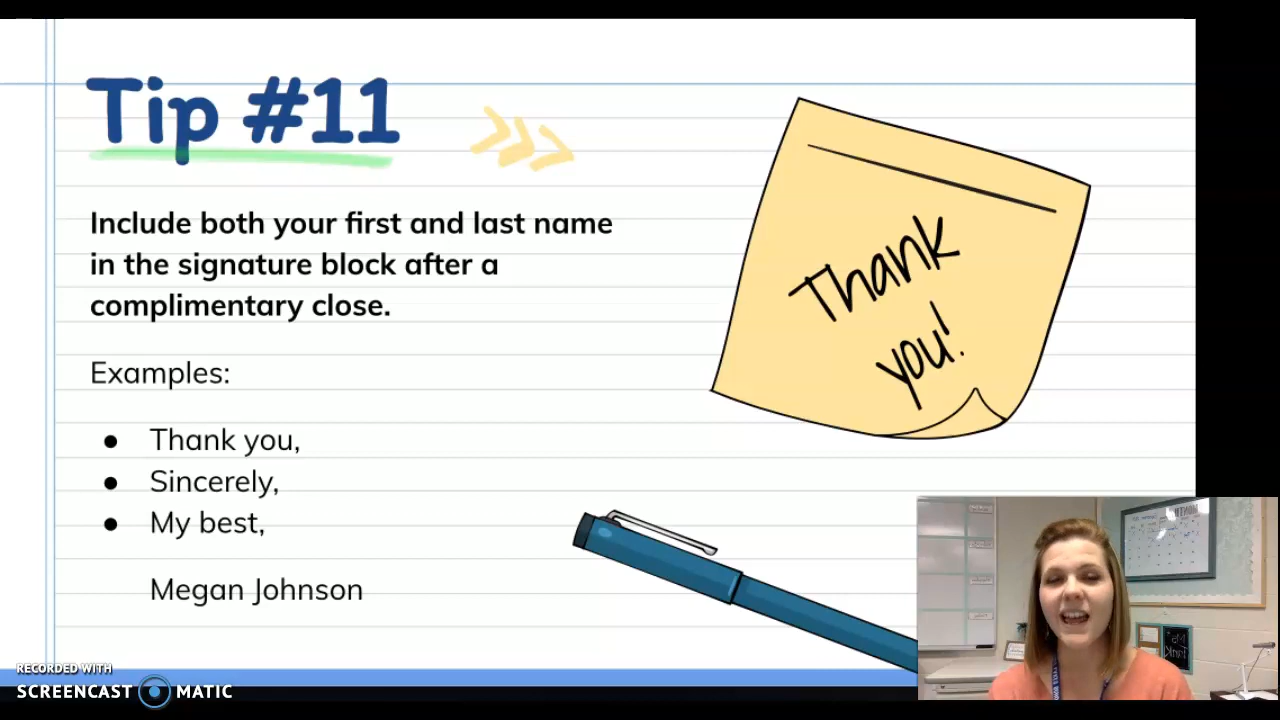 Tip #11
Include both your first and last name
in the signature block after a
complimentary close.
Examples:
● Thank you,
● Sincerely,
● My best,
Megan Johnson
Thank
you!
RECORDED WITH
SCREENCAST MATIC
MONTH